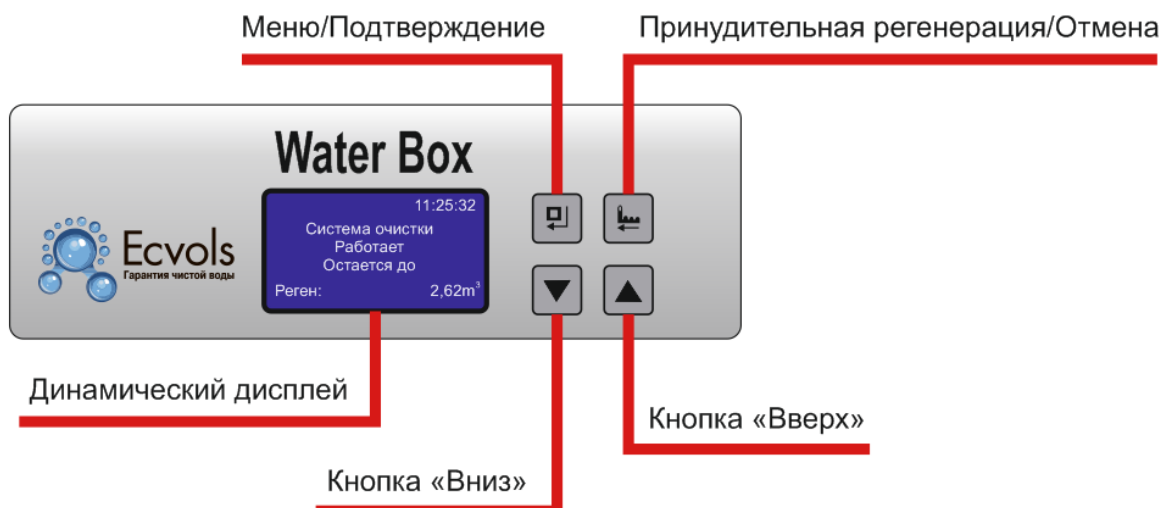 Меню/Подтверждение
Принудительная регенерация/Отмена
Water Box
11:25:32
Система очистки
Работает
Остается до
Реген: 2,62m³
Ecvols
Гарантия чистой воды
Динамический дисплей
Кнопка «Вверх»
Кнопка «Вниз»